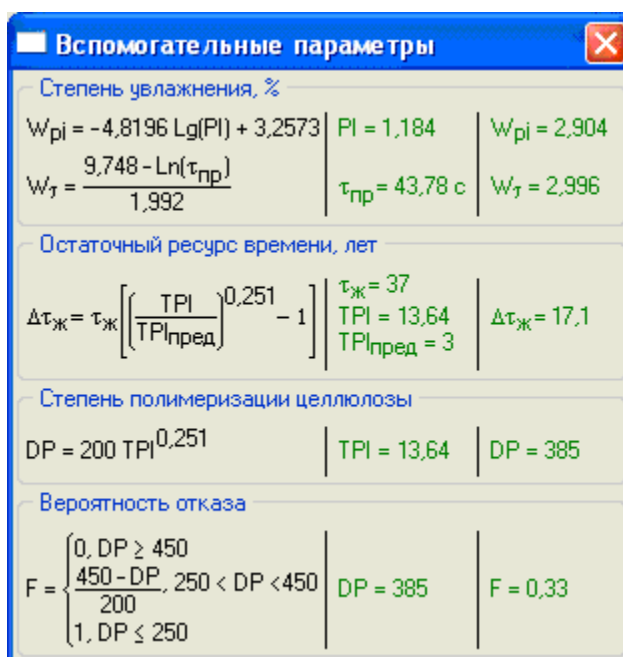 Вспомогательные параметры
Степень увлажнения, %
Wpi = -4,8196 Lg(PI) + 3,2573 | PI = 1,184 | Wpi = 2,904
Wτ = (9,748 - Ln(τпр)) / 1,992 | τпр = 43,78 с | Wτ = 2,996
Остаточный ресурс времени, лет
Δτж = τж [(TPI / TPIпред)^0,251 - 1] | τж = 37 | Δτж = 17,1
TPI = 13,64
TPIпред = 3
Степень полимеризации целлюлозы
DP = 200 TPI^0,251 | TPI = 13,64 | DP = 385
Вероятность отказа
F = { 0, DP ≥ 450
(450 - DP) / 200, 250 < DP <450 | DP = 385 | F = 0,33
1, DP ≤ 250